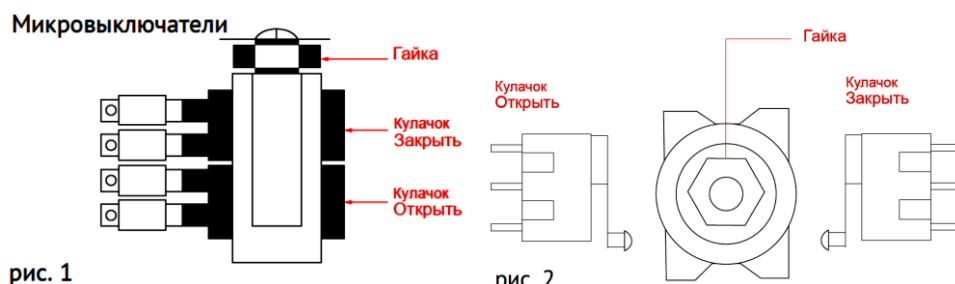 Микровыключатели
Гайка
Кулачок
Закрыть
Кулачок
Открыть
рис. 1
Гайка
Кулачок
Открыть
Кулачок
Закрыть
рис. 2